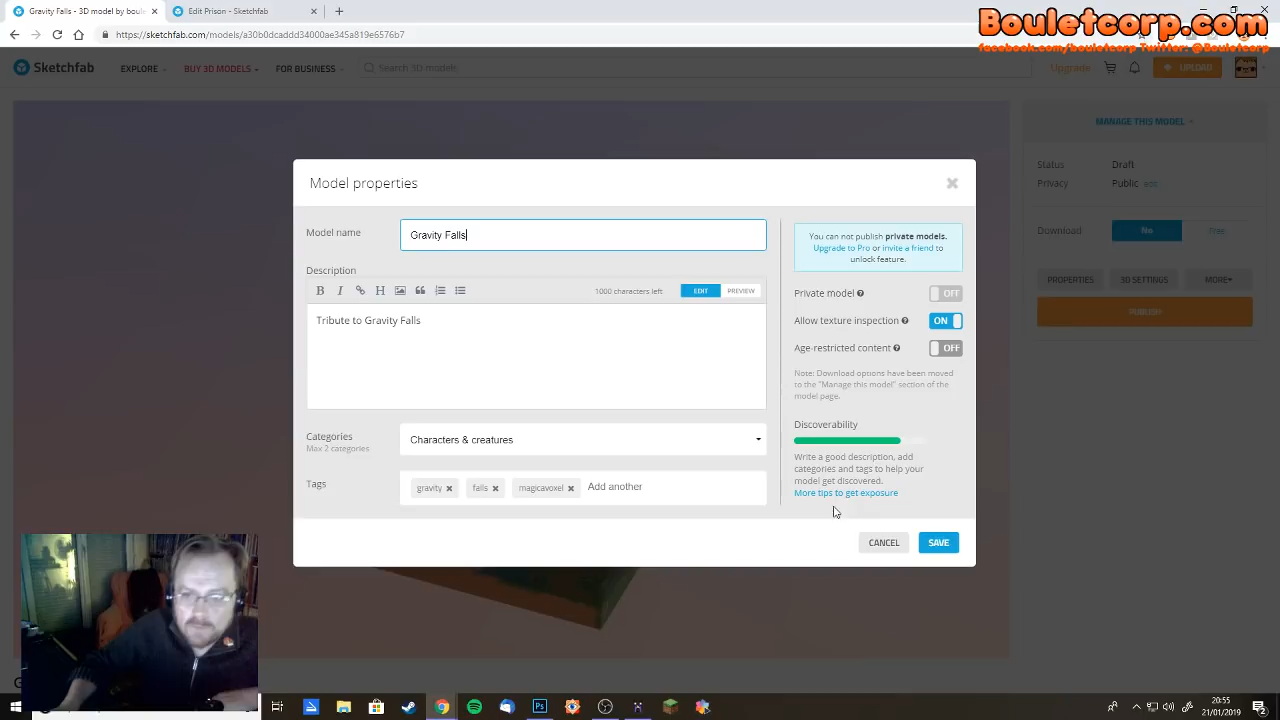 Gravity Falls - 3D model by boule
Edit Prison - Sketchfab
Bouletcorp.com
facebook.com/bouletcorp Twitter: @Bouletcorp
https://sketchfab.com/models/a30b0dca8dc34000ae345a819e6576b7
Sketchfab
EXPLORE
BUY 3D MODELS
FOR BUSINESS
Search 3D models
Upgrade
UPLOAD
MANAGE THIS MODEL
Status
Draft
Privacy
Public edit
Download
No
Free
PROPERTIES
3D SETTINGS
MORE
PUBLISH
Model properties
Model name
Gravity Falls
Description
B I H
1000 characters left
EDIT
PREVIEW
Tribute to Gravity Falls
Categories
Max 2 categories
Characters & creatures
Tags
gravity
falls
magicavoxel
Add another
You can not publish private models.
Upgrade to Pro or invite a friend to
unlock feature.
Private model
OFF
Allow texture inspection
ON
Age-restricted content
OFF
Note: Download options have been moved
to the "Manage this model" section of the
model page.
Discoverability
Write a good description, add
categories and tags to help your
model get discovered.
More tips to get exposure
CANCEL
SAVE
20:55
21/01/2019